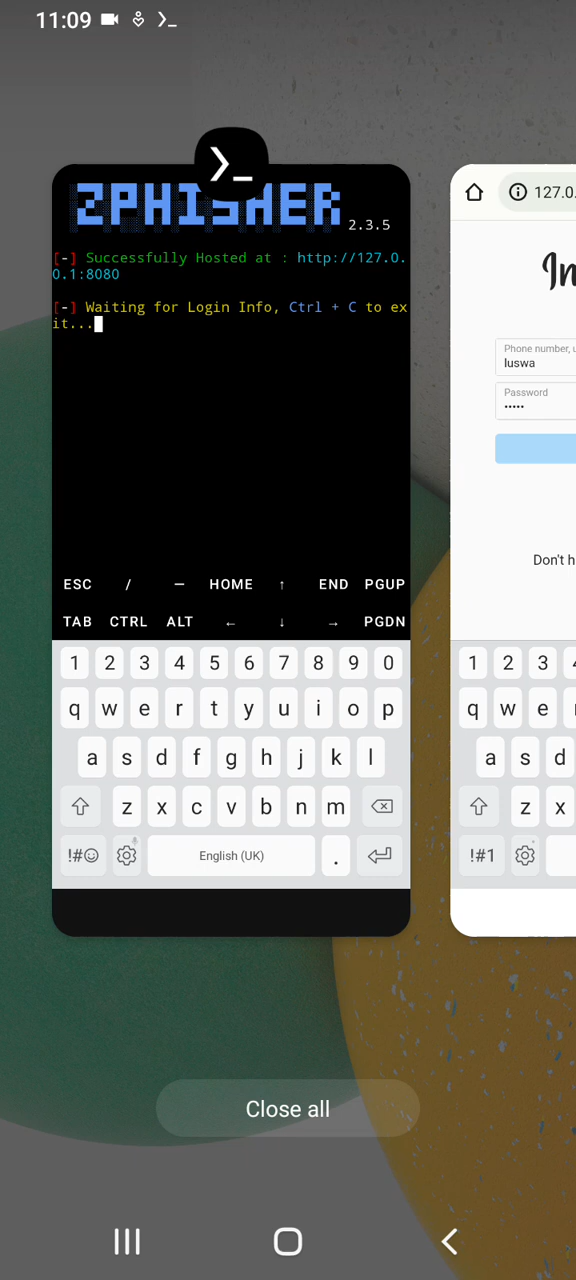 11:09
ZPHISHER
2.3.5
[-] Successfully Hosted at : http://127.0.
0.1:8080
[-] Waiting for Login Info, Ctrl + C to ex
it...
ESC / — HOME ↑ END PGUP
TAB CTRL ALT ← ↓ → PGDN
1 2 3 4 5 6 7 8 9 0
q w e r t y u i o p
a s d f g h j k l
z x c v b n m
!#☺ English (UK) .
127.0.
In
Phone number, u
luswa
Password
•••••
Don't h
1 2 3 4
q w e
a s d
z x
!#1
Close all